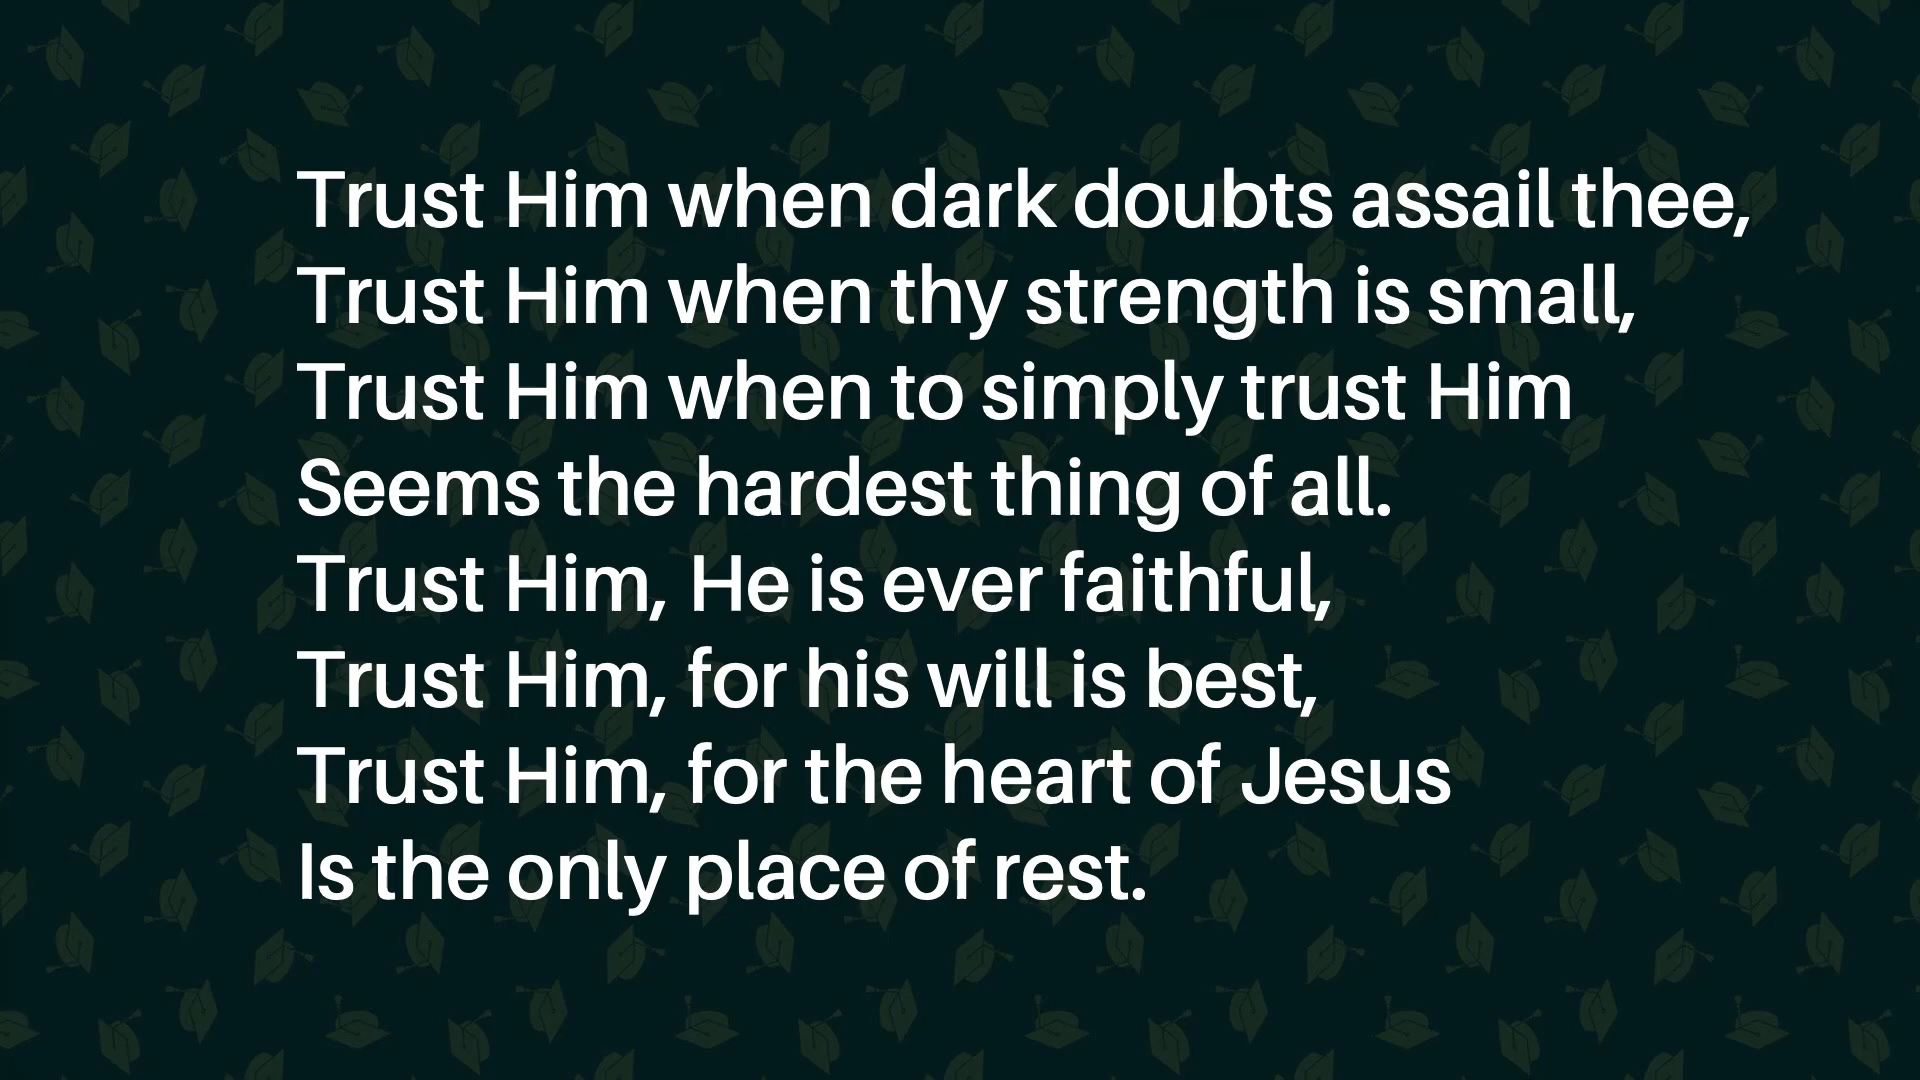 Trust Him when dark doubts assail thee,
Trust Him when thy strength is small,
Trust Him when to simply trust Him
Seems the hardest thing of all.
Trust Him, He is ever faithful,
Trust Him, for his will is best,
Trust Him, for the heart of Jesus
Is the only place of rest.